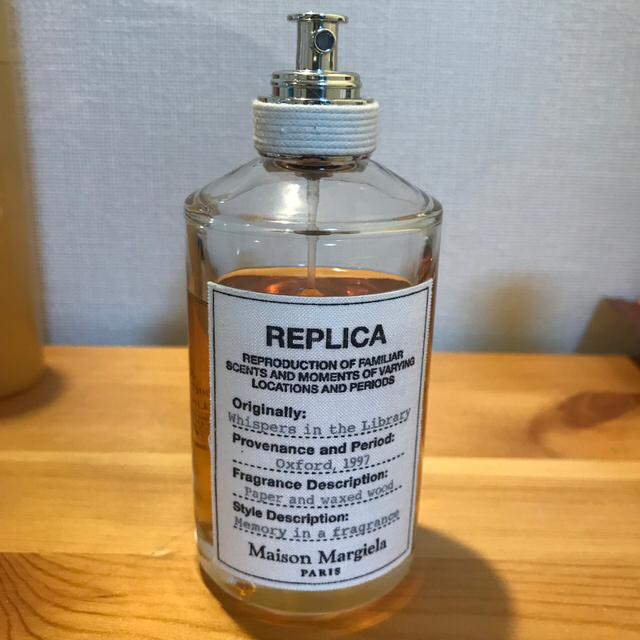 REPLICA
REPRODUCTION OF FAMILIAR
SCENTS AND MOMENTS OF VARYING
LOCATIONS AND PERIODS
Originally:
Whispers in the Library
Provenance and Period:
Oxford, 1997
Fragrance Description:
Paper and waxed wood
Style Description:
Memory in a fragrance
Maison Margiela
PARIS